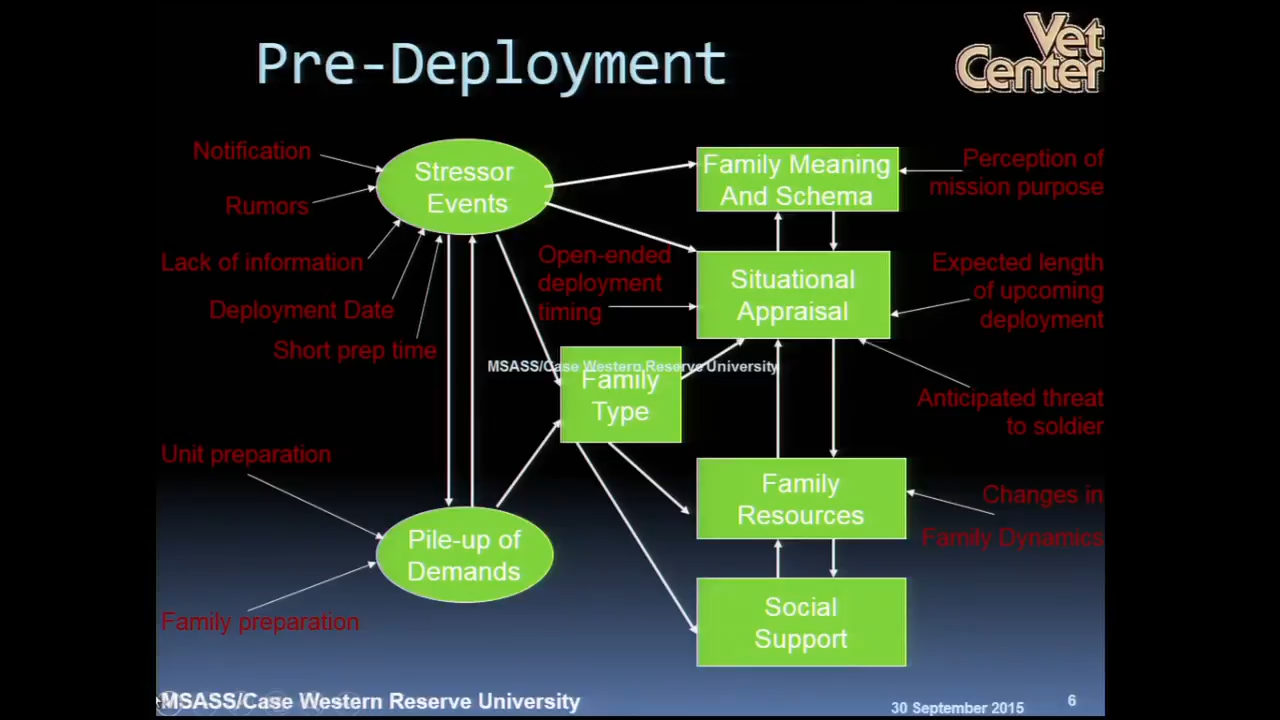 Pre-Deployment
Vet
Center
Notification
Rumors
Lack of information
Deployment Date
Short prep time
Stressor
Events
Family Meaning
And Schema
Perception of
mission purpose
Open-ended
deployment
timing
Situational
Appraisal
Expected length
of upcoming
deployment
MSASS/Case Western Reserve University
Family
Type
Anticipated threat
to soldier
Unit preparation
Family preparation
Pile-up of
Demands
Family
Resources
Changes in
Family Dynamics
Social
Support
MSASS/Case Western Reserve University
30 September 2015
6